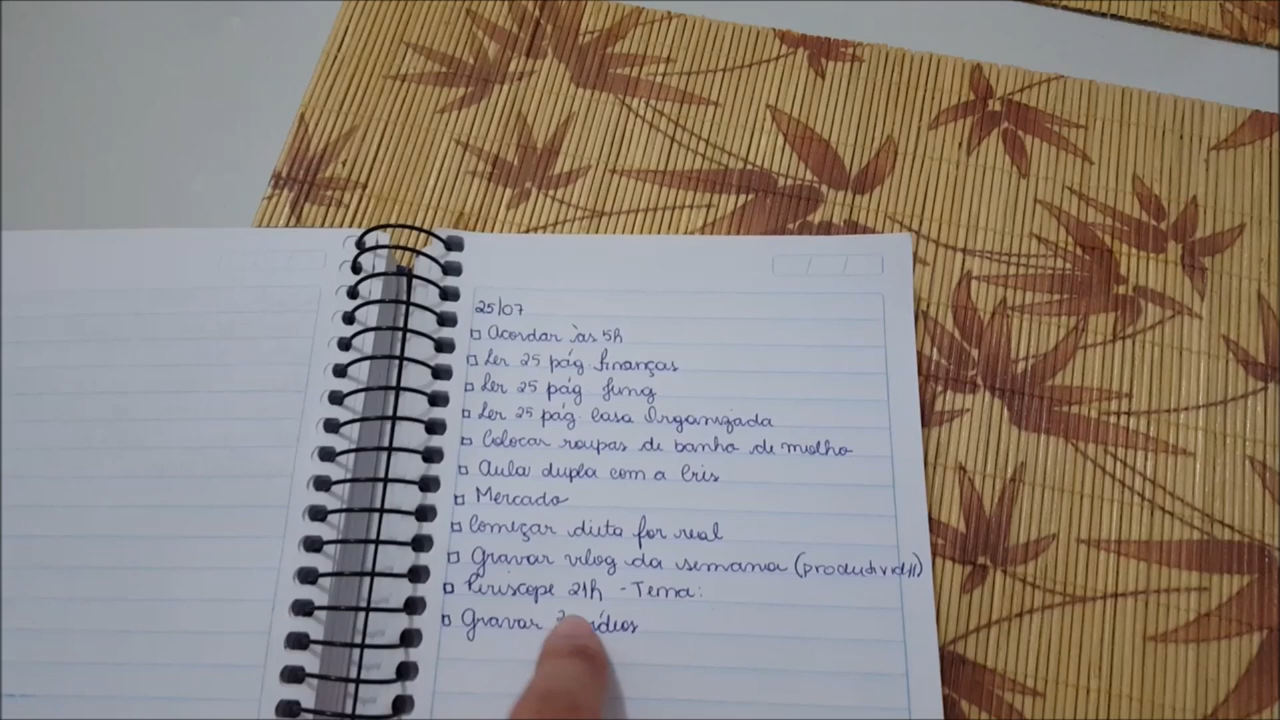 25/07
Acordar às 5h
Ler 25 pág. finanças
Ler 25 pág. Jung
Ler 25 pág. Casa Organizada
Colocar roupas de banho de molho
Aula dupla com a Cris
Mercado
Começar dieta for real
Gravar vlog da semana (produtivid//)
Periscope 21h - Tema:
Gravar vídeos